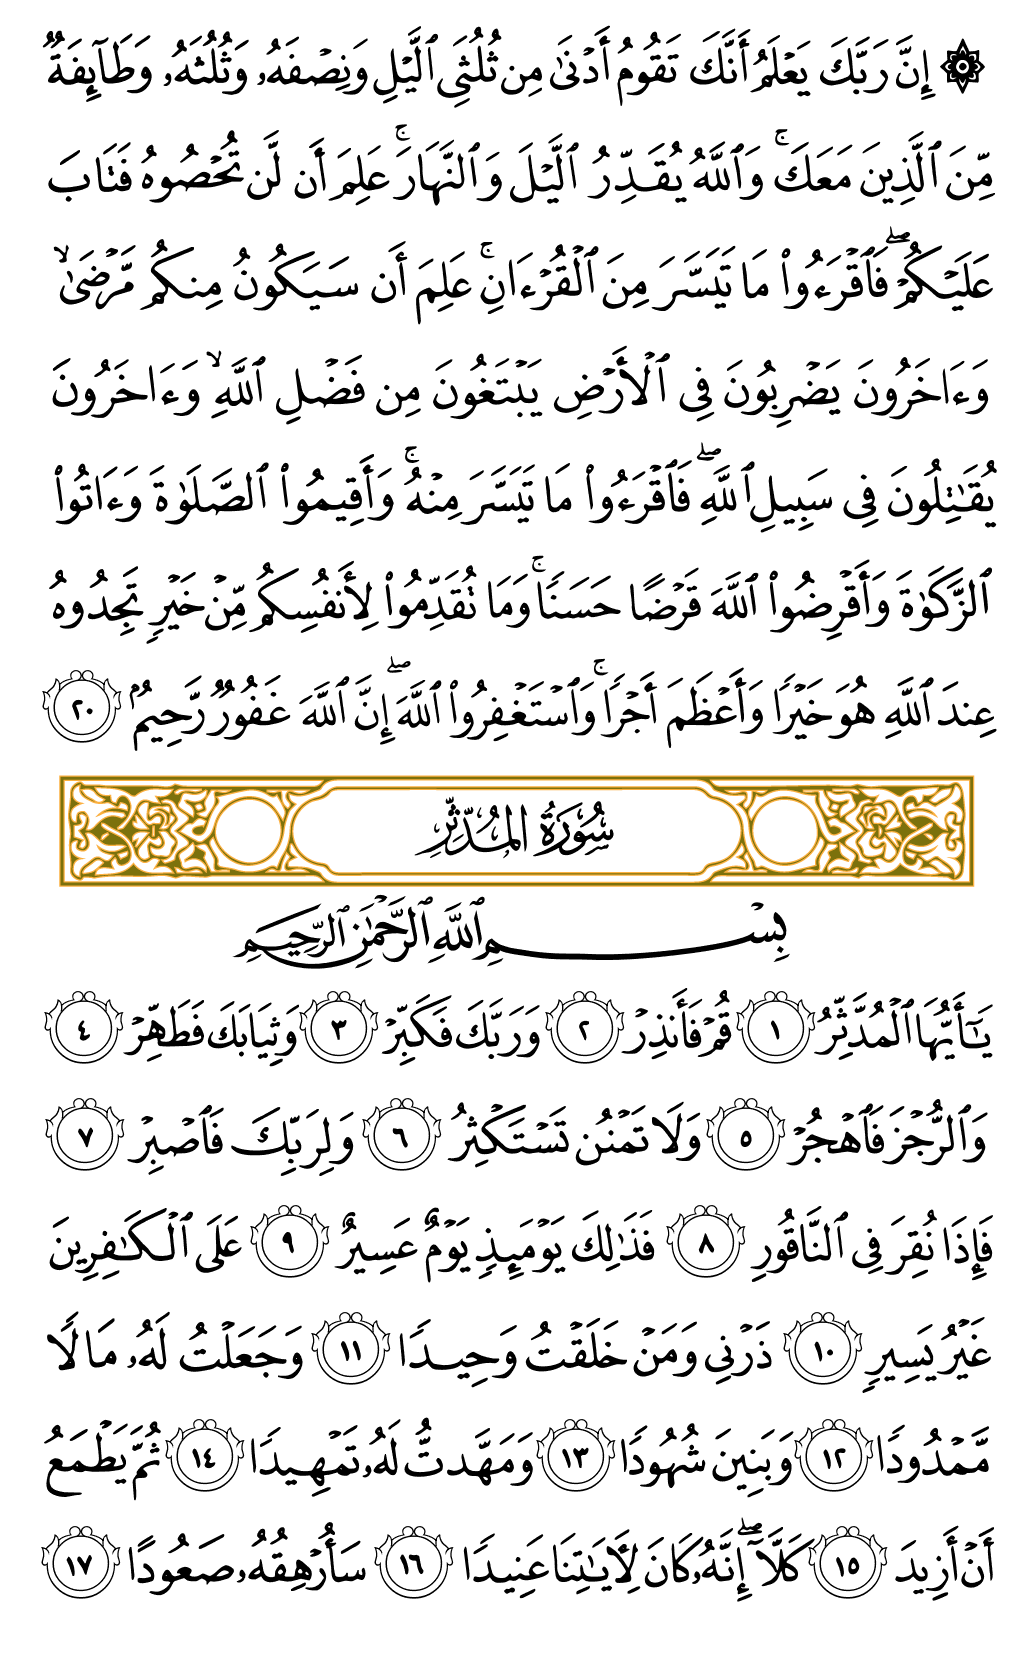 ۞ إِنَّ رَبَّكَ يَعۡلَمُ أَنَّكَ تَقُومُ أَدۡنَىٰ مِن ثُلُثَيِ ٱلَّيۡلِ وَنِصۡفَهُۥ وَثُلُثَهُۥ وَطَآئِفَةٞ
مِّنَ ٱلَّذِينَ مَعَكَۚ وَٱللَّهُ يُقَدِّرُ ٱلَّيۡلَ وَٱلنَّهَارَۚ عَلِمَ أَن لَّن تُحۡصُوهُ فَتَابَ
عَلَيۡكُمۡۖ فَٱقۡرَءُواْ مَا تَيَسَّرَ مِنَ ٱلۡقُرۡءَانِۚ عَلِمَ أَن سَيَكُونُ مِنكُم مَّرۡضَىٰ ۙ
وَءَاخَرُونَ يَضۡرِبُونَ فِي ٱلۡأَرۡضِ يَبۡتَغُونَ مِن فَضۡلِ ٱللَّهِ ۙ وَءَاخَرُونَ
يُقَٰتِلُونَ فِي سَبِيلِ ٱللَّهِۖ فَٱقۡرَءُواْ مَا تَيَسَّرَ مِنۡهُۚ وَأَقِيمُواْ ٱلصَّلَوٰةَ وَءَاتُواْ
ٱلزَّكَوٰةَ وَأَقۡرِضُواْ ٱللَّهَ قَرۡضًا حَسَنٗاۚ وَمَا تُقَدِّمُواْ لِأَنفُسِكُم مِّنۡ خَيۡرٖ تَجِدُوهُ
عِندَ ٱللَّهِ هُوَ خَيۡرٗا وَأَعۡظَمَ أَجۡرٗاۚ وَٱسۡتَغۡفِرُواْ ٱللَّهَۖ إِنَّ ٱللَّهَ غَفُورٞ رَّحِيمُۢ ٢٠
سُورَةُ المُدَّثِّرِ
بِسۡمِ ٱللَّهِ ٱلرَّحۡمَٰنِ ٱلرَّحِيمِ
يَٰٓأَيُّهَا ٱلۡمُدَّثِّرُ ١ قُمۡ فَأَنذِرۡ ٢ وَرَبَّكَ فَكَبِّرۡ ٣ وَثِيَابَكَ فَطَهِّرۡ ٤
وَٱلرُّجۡزَ فَٱهۡجُرۡ ٥ وَلَا تَمۡنُن تَسۡتَكۡثِرُ ٦ وَلِرَبِّكَ فَٱصۡبِرۡ ٧
فَإِذَا نُقِرَ فِي ٱلنَّاقُورِ ٨ فَذَٰلِكَ يَوۡمَئِذٖ يَوۡمٌ عَسِيرٌ ٩ عَلَى ٱلۡكَٰفِرِينَ
غَيۡرُ يَسِيرٖ ١٠ ذَرۡنِي وَمَنۡ خَلَقۡتُ وَحِيدٗا ١١ وَجَعَلۡتُ لَهُۥ مَالٗا
مَّمۡدُودٗا ١٢ وَبَنِينَ شُهُودٗا ١٣ وَمَهَّدتُّ لَهُۥ تَمۡهِيدٗا ١٤ ثُمَّ يَطۡمَعُ
أَنۡ أَزِيدَ ١٥ كَلَّآۖ إِنَّهُۥ كَانَ لِأٓيَٰتِنَا عَنِيدٗا ١٦ سَأُرۡهِقُهُۥ صَعُودًا ١٧